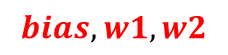 bias, w1, w2